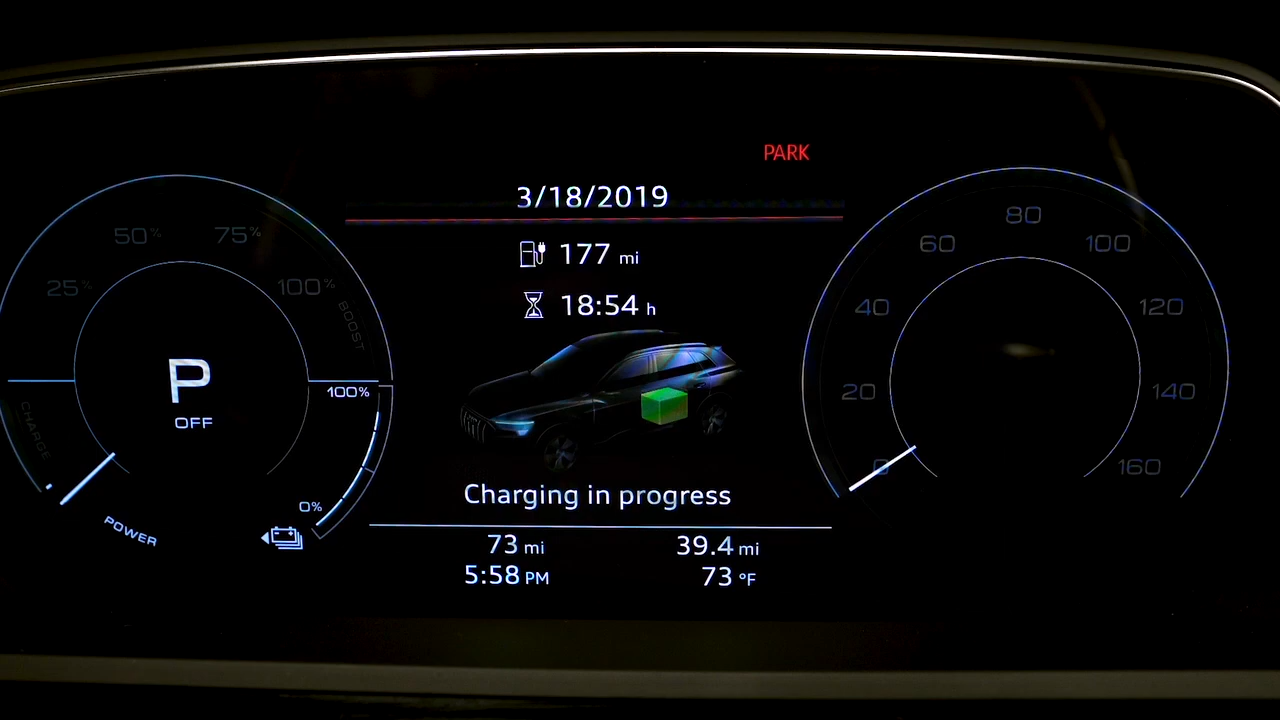 PARK
3/18/2019
177 mi
18:54 h
50% 75%
25% 100%
BOOST
P
OFF
100%
CHARGE
0%
POWER
80
60 100
40 120
20 140
0 160
Charging in progress
73 mi 39.4 mi
5:58 PM 73 °F